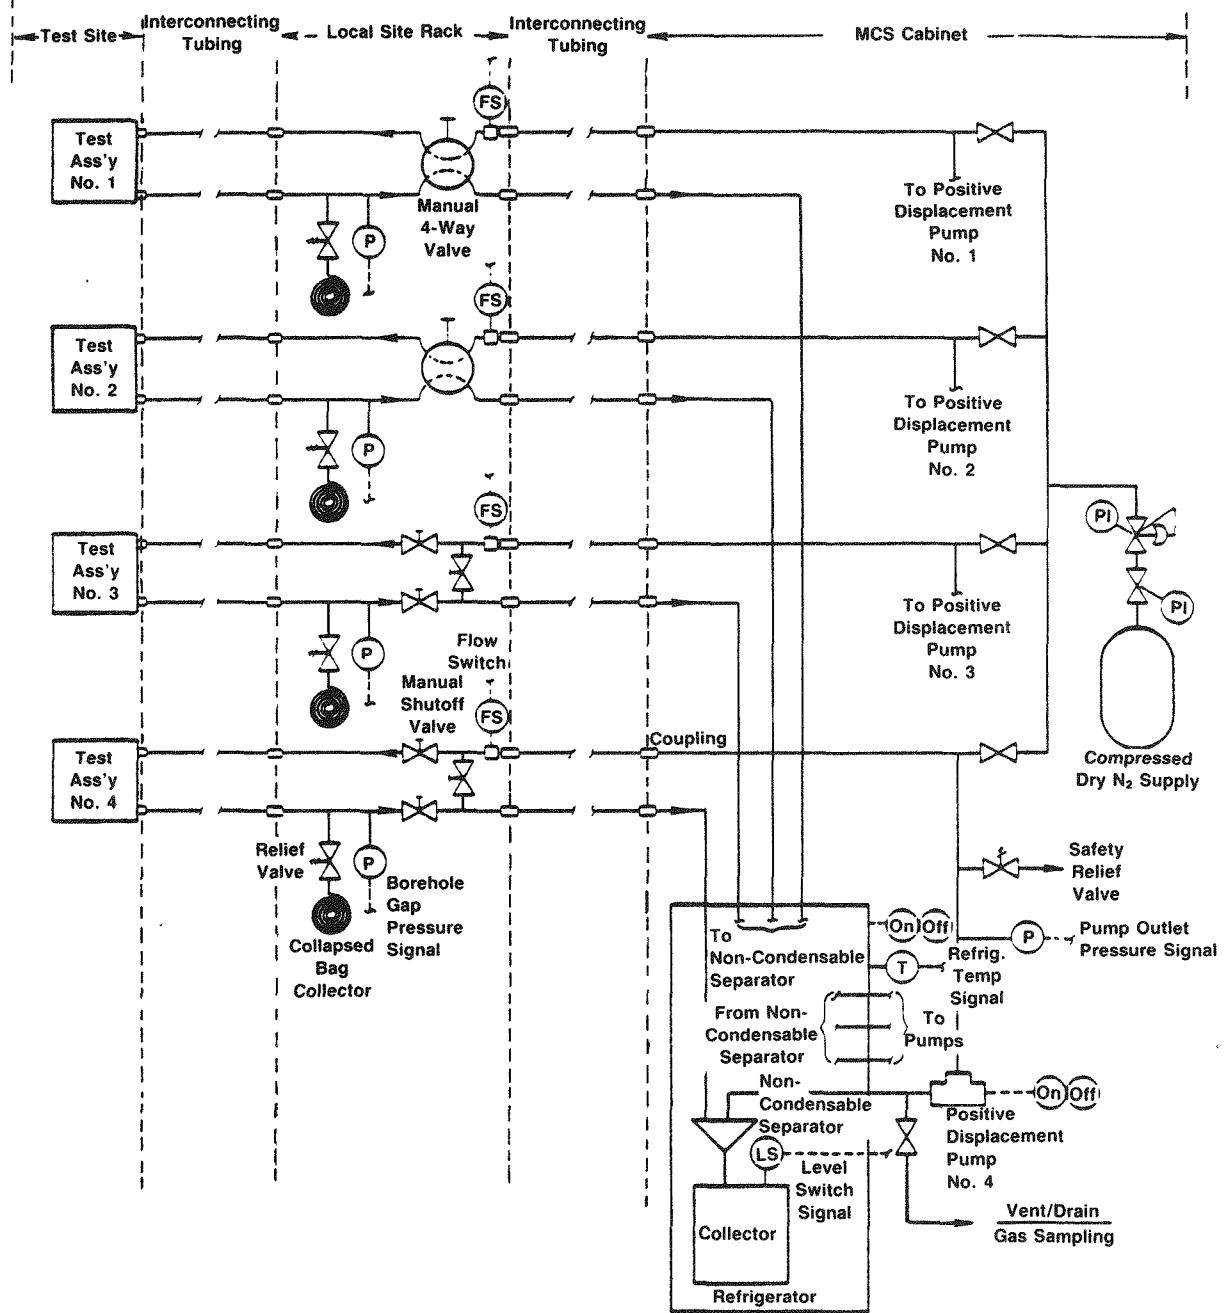 Test Site
Interconnecting
Tubing
Local Site Rack
Interconnecting
Tubing
MCS Cabinet
FS
Test
Ass'y
No. 1
Manual
4-Way
Valve
P
To Positive
Displacement
Pump
No. 1
FS
Test
Ass'y
No. 2
P
To Positive
Displacement
Pump
No. 2
FS
PI
PI
Test
Ass'y
No. 3
P
To Positive
Displacement
Pump
No. 3
Flow
Switch
Manual
Shutoff
Valve
FS
Coupling
Compressed
Dry N₂ Supply
Test
Ass'y
No. 4
Relief
Valve
P
Borehole
Gap
Pressure
Signal
Collapsed
Bag
Collector
Safety
Relief
Valve
On Off
P
Pump Outlet
Pressure Signal
To
Non-Condensable
Separator
T
Refrig.
Temp
Signal
From Non-
Condensable
Separator
To
Pumps
Non-
Condensable
Separator
On Off
Positive
Displacement
Pump
No. 4
LS
Level
Switch
Signal
Collector
Vent/Drain
Gas Sampling
Refrigerator